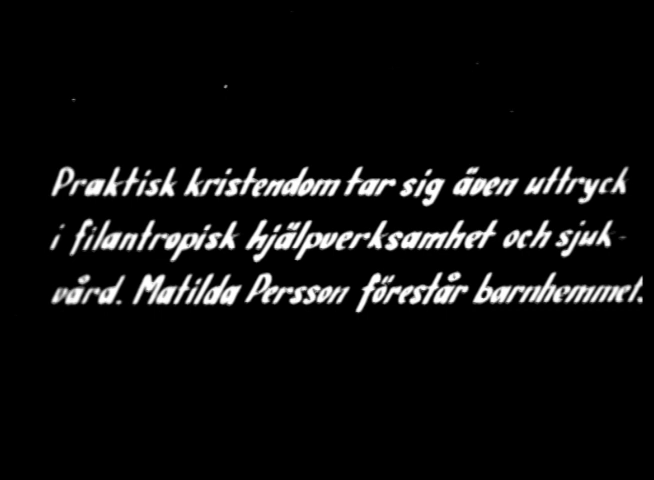 Praktisk kristendom tar sig även uttryck
i filantropisk hjälpverksamhet och sjuk-
vård. Matilda Persson förestår barnhemmet.